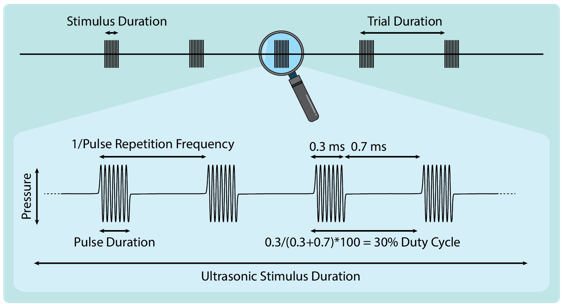 Stimulus Duration
Trial Duration
1/Pulse Repetition Frequency
0.3 ms
0.7 ms
Pressure
Pulse Duration
0.3/(0.3+0.7)*100 = 30% Duty Cycle
Ultrasonic Stimulus Duration